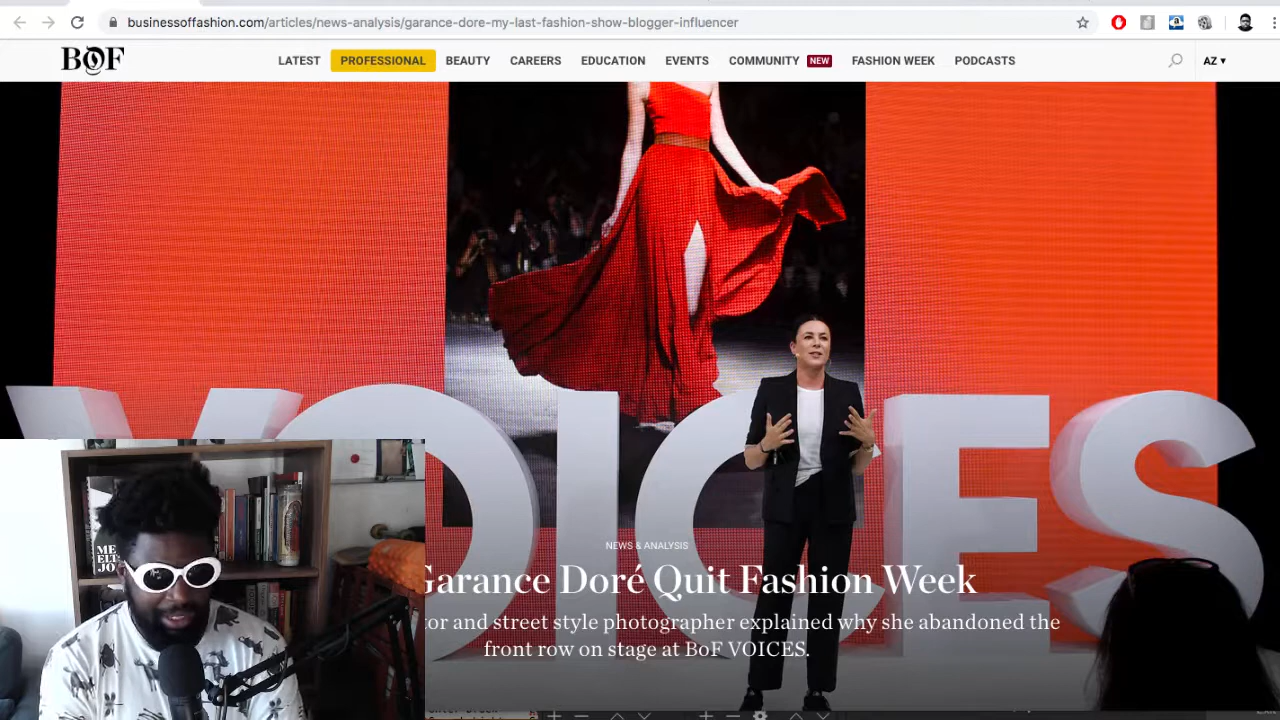 businessoffashion.com/articles/news-analysis/garance-dore-my-last-fashion-show-blogger-influencer
BOF
LATEST PROFESSIONAL BEAUTY CAREERS EDUCATION EVENTS COMMUNITY NEW FASHION WEEK PODCASTS AZ ▾
VOICES
NEWS & ANALYSIS
Garance Doré Quit Fashion Week
and street style photographer explained why she abandoned the
front row on stage at BoF VOICES.